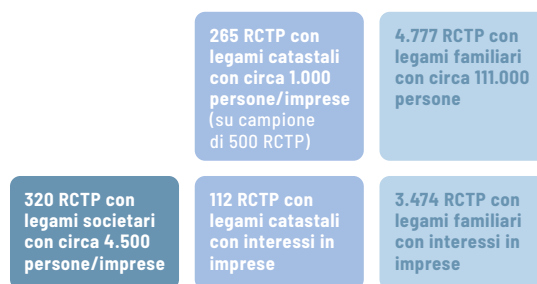 265 RCTP con
legami catastali
con circa 1.000
persone/imprese
(su campione
di 500 RCTP)
4.777 RCTP con
legami familiari
con circa 111.000
persone
320 RCTP con
legami societari
con circa 4.500
persone/imprese
112 RCTP con
legami catastali
con interessi in
imprese
3.474 RCTP con
legami familiari
con interessi in
imprese